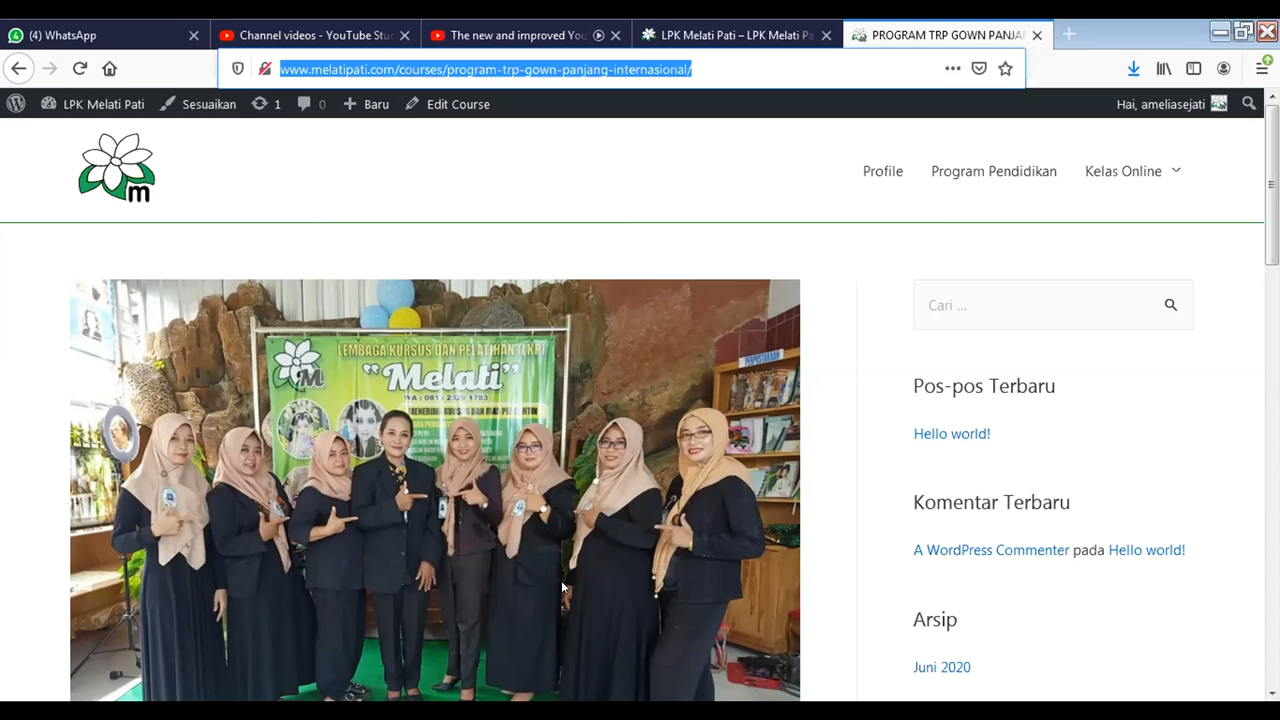 (4) WhatsApp
Channel videos - YouTube Stu
The new and improved You
LPK Melati Pati – LPK Melati Pa
PROGRAM TRP GOWN PANJAN
www.melatipati.com/courses/program-trp-gown-panjang-internasional/
LPK Melati Pati
Sesuaikan
1
0
Baru
Edit Course
Hai, ameliasejati
m
Profile
Program Pendidikan
Kelas Online
LEMBAGA KURSUS DAN PELATIHAN (LKP)
"Melati"
M
PERPUSTAKAAN
Cari ...
Pos-pos Terbaru
Hello world!
Komentar Terbaru
A WordPress Commenter pada Hello world!
Arsip
Juni 2020